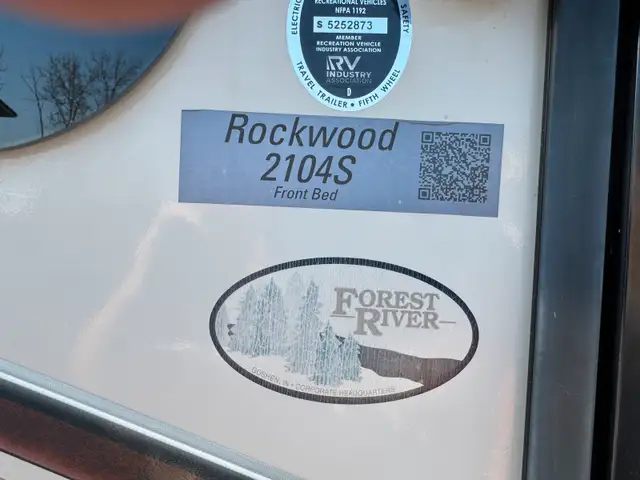 RECREATIONAL VEHICLES
NFPA 1192
S 5252873
MEMBER
RECREATION VEHICLE
INDUSTRY ASSOCIATION
RV
INDUSTRY
ASSOCIATION
D
SAFETY
TRAVEL TRAILER • FIFTH WHEEL
Rockwood
2104S
Front Bed
FOREST
RIVER
GOSHEN, IN • CORPORATE HEADQUARTERS